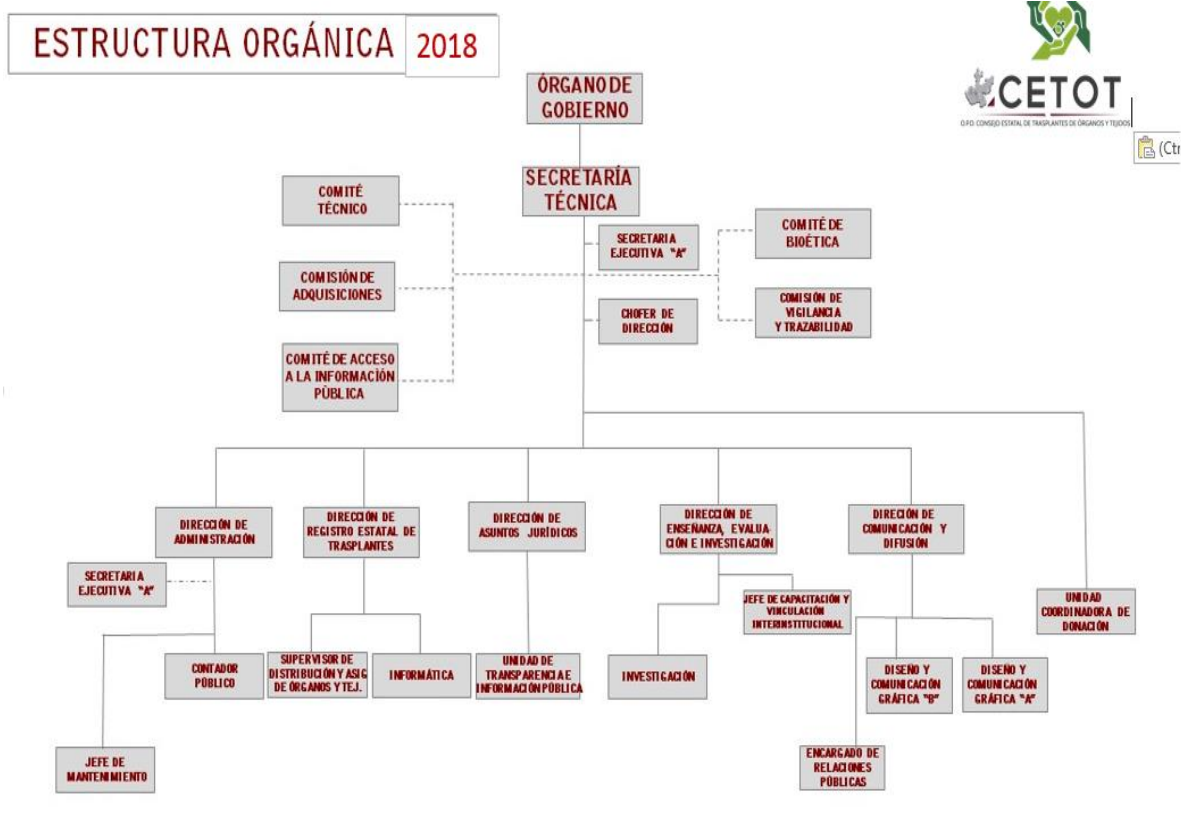 ESTRUCTURA ORGÁNICA 2018
CETOT
O.P.D. CONSEJO ESTATAL DE TRASPLANTES DE ÓRGANOS Y TEJIDOS
(Ctr
ÓRGANO DE
GOBIERNO
SECRETARÍA
TÉCNICA
COMITÉ
TÉCNICO
SECRETARIA
EJECUTIVA "A"
COMITÉ DE
BIOÉTICA
COMISIÓN DE
ADQUISICIONES
CHOFER DE
DIRECCIÓN
COMISIÓN DE
VIGILANCIA
Y TRAZABILIDAD
COMITÉ DE ACCESO
A LA INFORMACÌÓN
PÙBLICA
DIRECCIÓN DE
ADMINISTRACIÓN
DIRECCIÓN DE
REGISTRO ESTATAL DE
TRASPLANTES
DIRECCIÓN DE
ASUNTOS JURÍDICOS
DIRECCIÓN DE
ENSEÑANZA, EVALUA-
CIÓN E INVESTIGACIÓN
DIRECIÓN DE
COMUNICACIÓN Y
DIFUSIÓN
SECRETARIA
EJECUTIVA "A"
JEFE DE CAPACITACIÓN Y
VINCULACIÓN
INTERINSTITUCIONAL
UNIDAD
COORDINADORA DE
DONACIÓN
CONTADOR
PÚBLICO
SUPERVISOR DE
DISTRIBUCIÓN Y ASIG
DE ÓRGANOS Y TEJ.
INFORMÁTICA
UNIDAD DE
TRANSPARENCIA E
INFORMACIÓN PÚBLICA
INVESTIGACIÓN
DISEÑO Y
COMUNICACIÓN
GRÁFICA "B"
DISEÑO Y
COMUNICACIÓN
GRÁFICA "A"
JEFE DE
MANTENIMIENTO
ENCARGADO DE
RELACIONES
PÚBLICAS